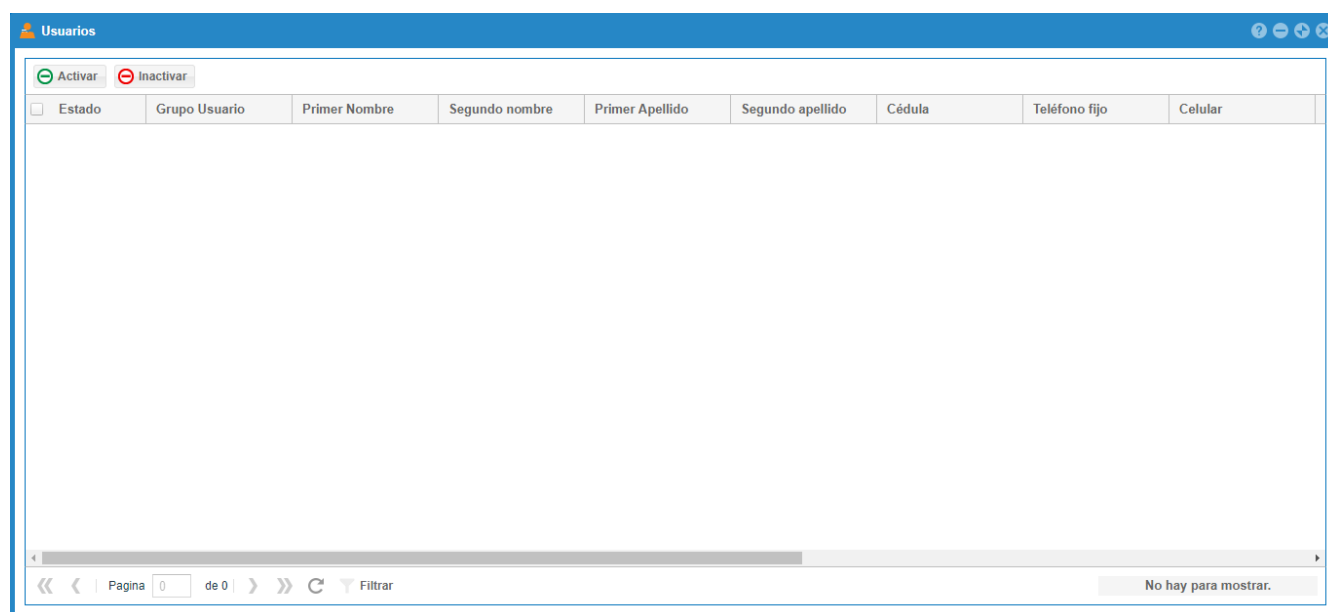 Usuarios
Activar Inactivar
Estado Grupo Usuario Primer Nombre Segundo nombre Primer Apellido Segundo apellido Cédula Teléfono fijo Celular
Pagina 0 de 0 Filtrar No hay para mostrar.